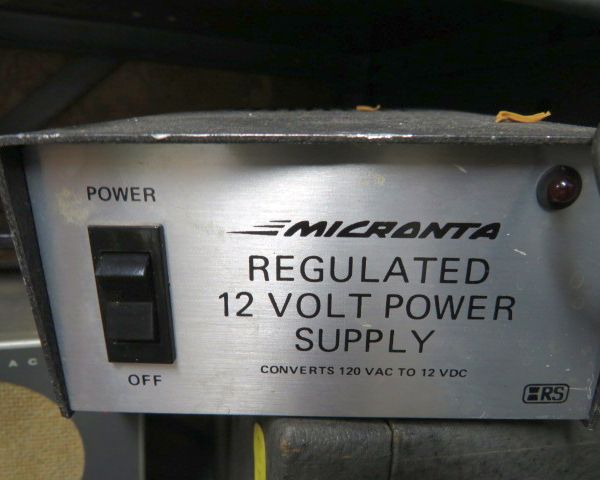 POWER
MICRONTA
REGULATED
12 VOLT POWER
SUPPLY
CONVERTS 120 VAC TO 12 VDC
OFF
RS
A C